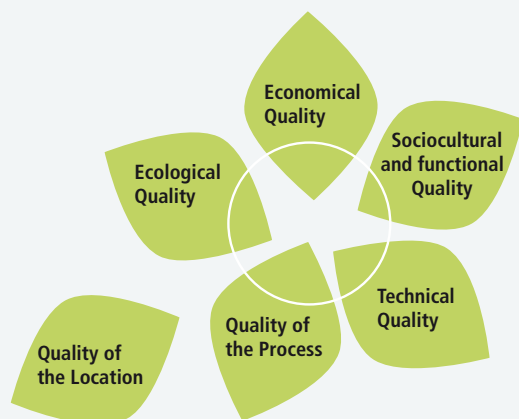 Economical
Quality
Sociocultural
and functional
Quality
Ecological
Quality
Technical
Quality
Quality of
the Process
Quality of
the Location